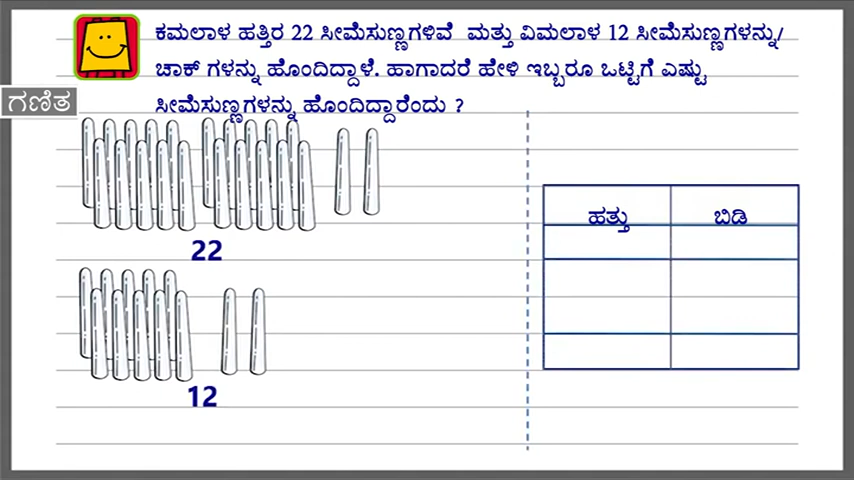 ಕಮಲಾಳ ಹತ್ತಿರ 22 ಸೀಮೆಸುಣ್ಣಗಳಿವೆ ಮತ್ತು ವಿಮಲಾಳ 12 ಸೀಮೆಸುಣ್ಣಗಳನ್ನು/
ಚಾಕ್ ಗಳನ್ನು ಹೊಂದಿದ್ದಾಳೆ. ಹಾಗಾದರೆ ಹೇಳಿ ಇಬ್ಬರೂ ಒಟ್ಟಿಗೆ ಎಷ್ಟು
ಗಣಿತ
ಸೀಮೆಸುಣ್ಣಗಳನ್ನು ಹೊಂದಿದ್ದಾರೆಂದು ?
ಹತ್ತು ಬಿಡಿ
22
12